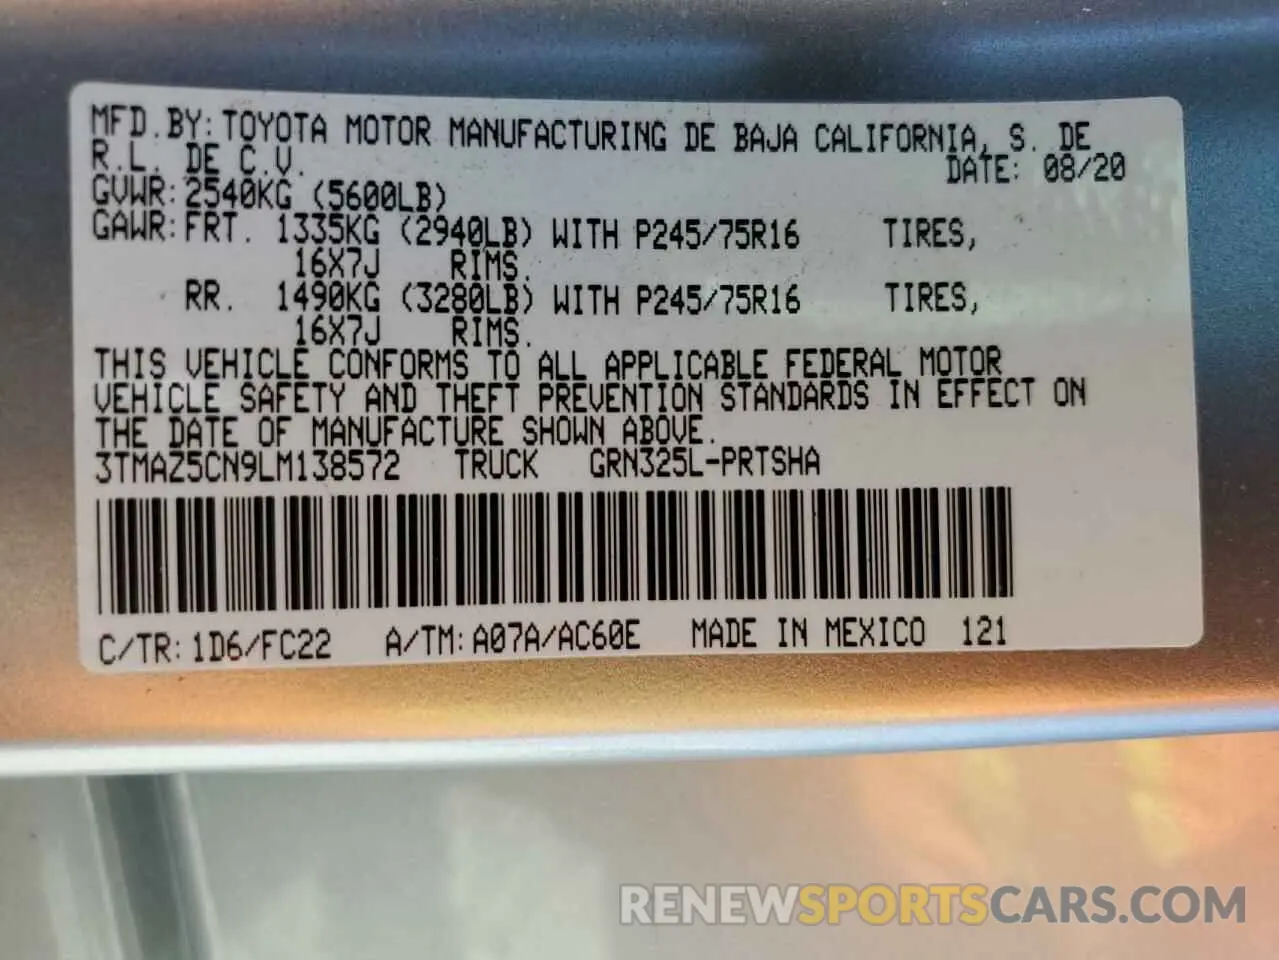 MFD.BY: TOYOTA MOTOR MANUFACTURING DE BAJA CALIFORNIA, S. DE
R.L. DE C.V. DATE: 08/20
GVWR: 2540KG (5600LB)
GAWR: FRT. 1335KG (2940LB) WITH P245/75R16 TIRES,
16X7J RIMS.
RR. 1490KG (3280LB) WITH P245/75R16 TIRES,
16X7J RIMS.
THIS VEHICLE CONFORMS TO ALL APPLICABLE FEDERAL MOTOR
VEHICLE SAFETY AND THEFT PREVENTION STANDARDS IN EFFECT ON
THE DATE OF MANUFACTURE SHOWN ABOVE.
3TMAZ5CN9LM138572 TRUCK GRN325L-PRTSHA
C/TR: 1D6/FC22 A/TM: A07A/AC60E MADE IN MEXICO 121
RENEWSPORTSCARS.COM